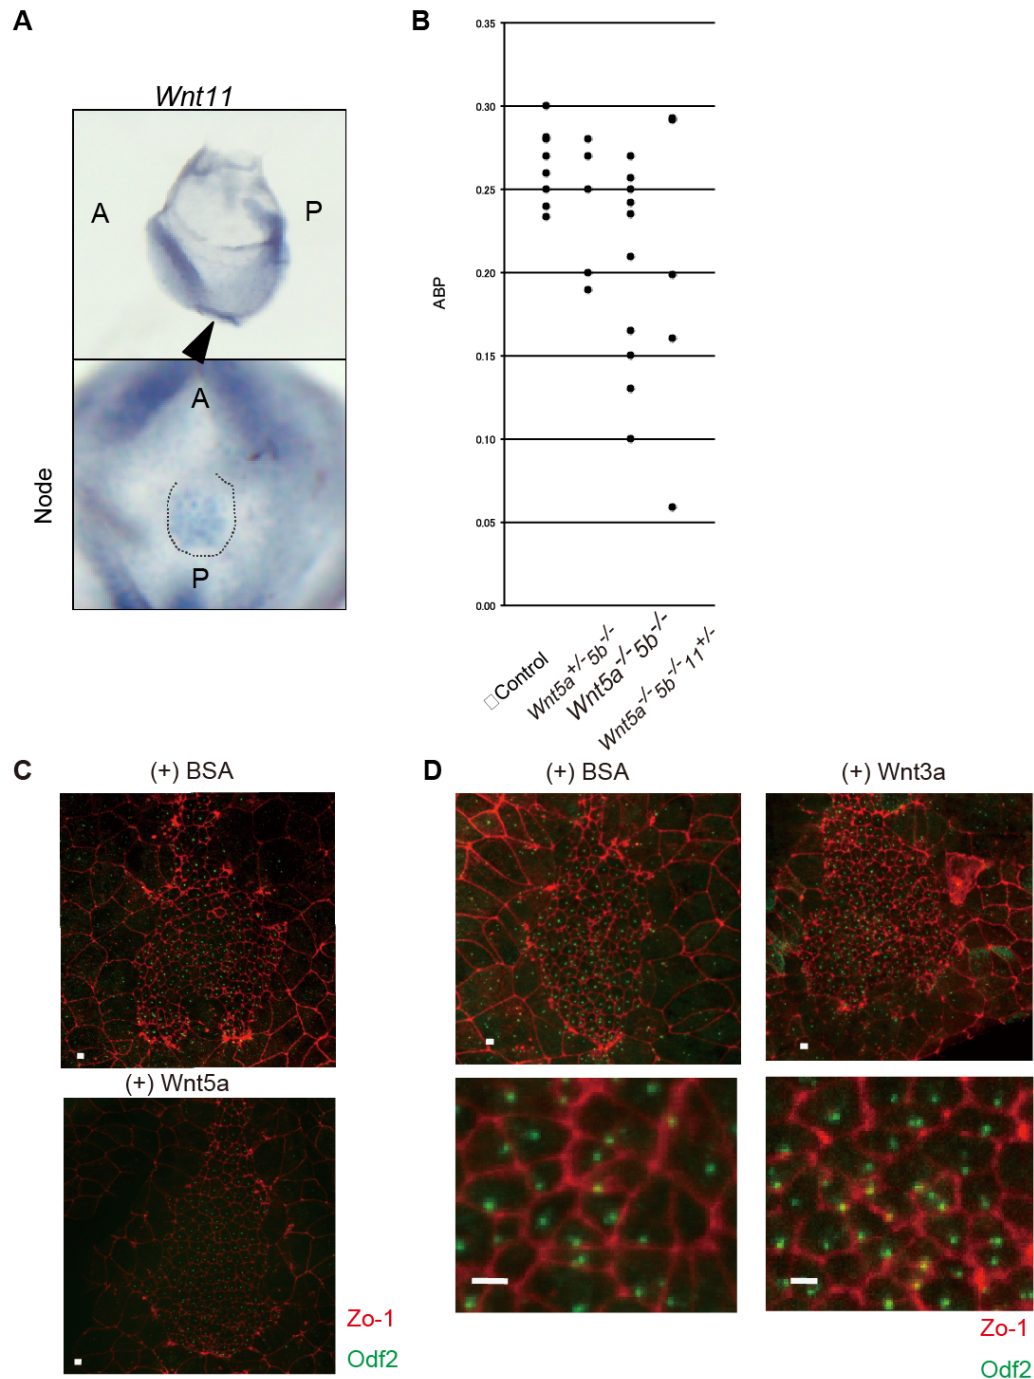 A
Wnt11
A
P
A
P
Node
B
0.35
0.30
0.25
0.20
0.15
0.10
0.05
0.00
ABP
□Control
Wnt5a+/-5b-/-
Wnt5a-/-5b-/-
Wnt5a-/-5b-/-11+/-
C
(+) BSA
(+) Wnt5a
Zo-1
Odf2
D
(+) BSA
(+) Wnt3a
Zo-1
Odf2